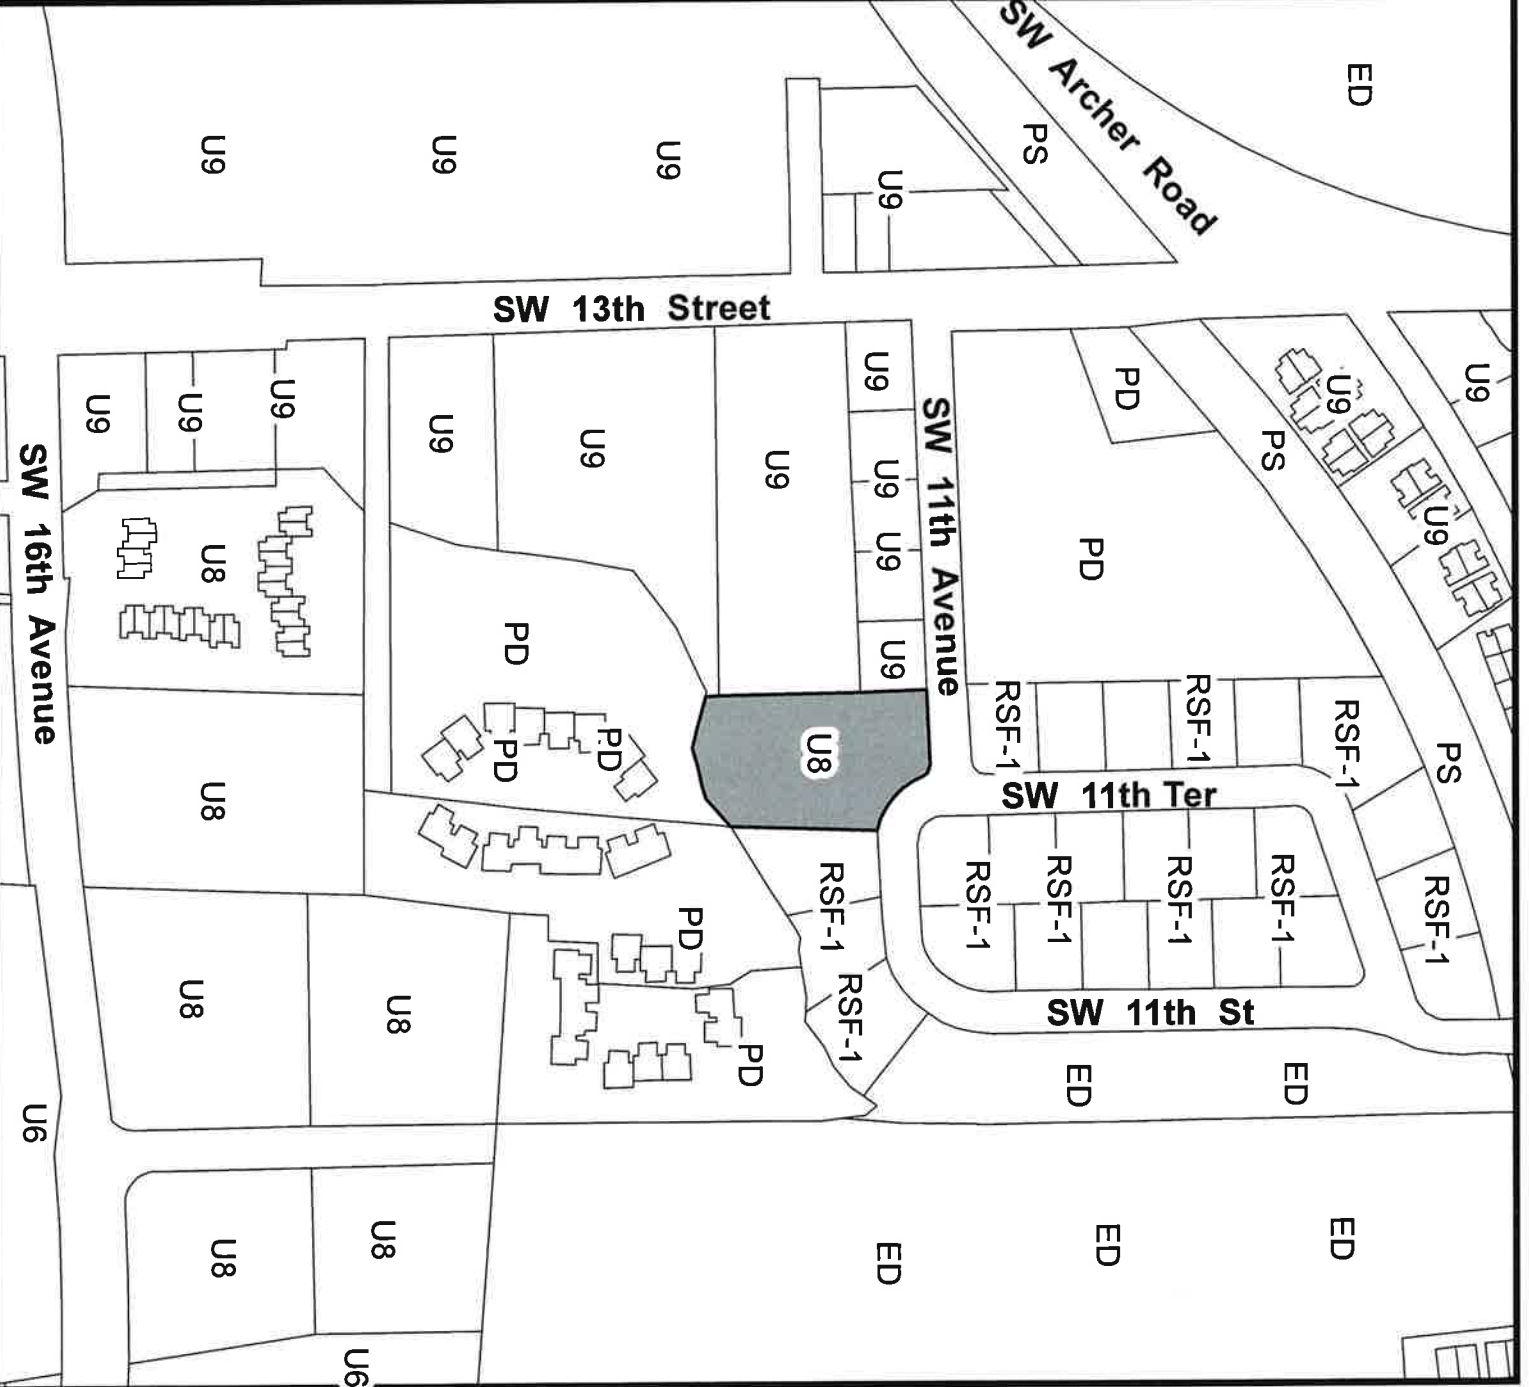 SW Archer Road
ED
PS
U9
U9
U9
U9
SW 13th Street
U9
U9
U9
U9
U9
U9
U9
U9
U9
U9
U9
SW 11th Avenue
PD
PS
U9
U9
U9
PD
SW 16th Avenue
U8
PD
PD
PD
U8
RSF-1
RSF-1
RSF-1
PS
SW 11th Ter
U8
RSF-1
RSF-1
RSF-1
RSF-1
RSF-1
RSF-1
RSF-1
PD
SW 11th St
U8
U8
PD
ED
ED
U6
U8
U8
ED
ED
ED
U6